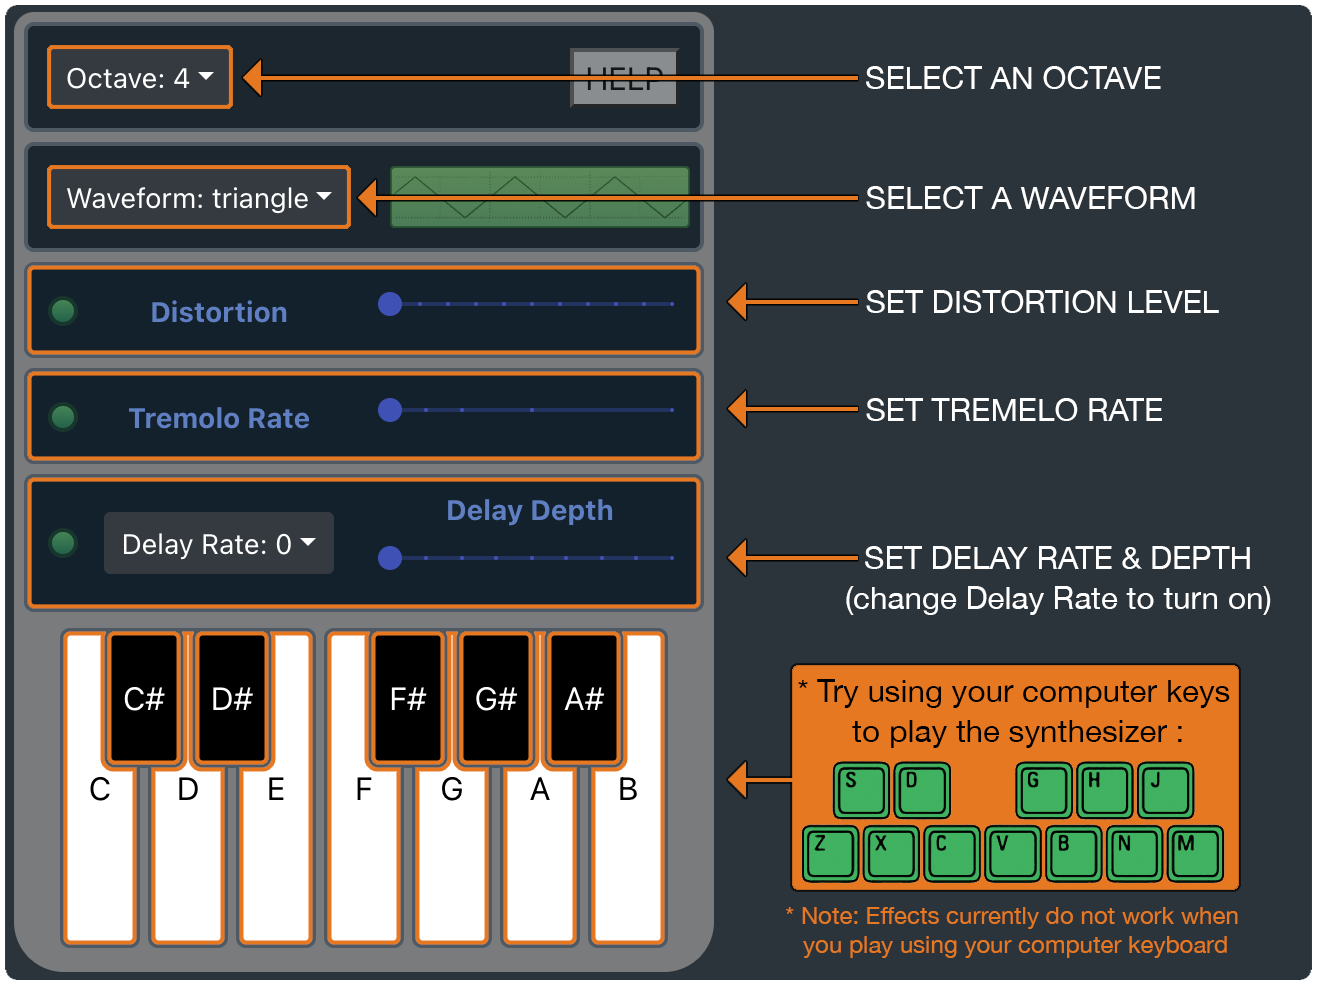 Octave: 4
HELP
SELECT AN OCTAVE
Waveform: triangle
SELECT A WAVEFORM
Distortion
SET DISTORTION LEVEL
Tremolo Rate
SET TREMELO RATE
Delay Rate: 0
Delay Depth
SET DELAY RATE & DEPTH
(change Delay Rate to turn on)
C# D# F# G# A#
C D E F G A B
* Try using your computer keys
to play the synthesizer :
S D G H J
Z X C V B N M
* Note: Effects currently do not work when
you play using your computer keyboard